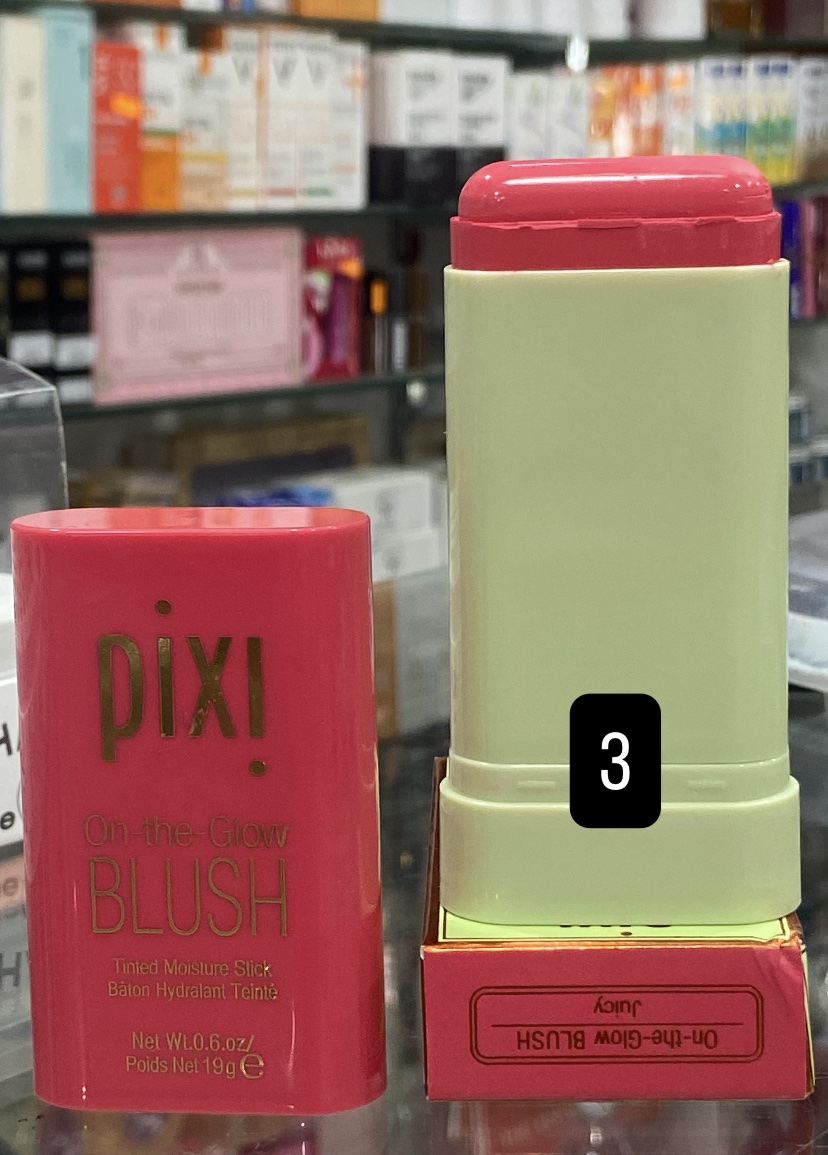 pixi
On-the-Glow
BLUSH
Tinted Moisture Stick
Bâton Hydralant Teinté
Net Wt.0.6.oz/
Poids Net 19g e
3
On-the-Glow BLUSH
Juicy